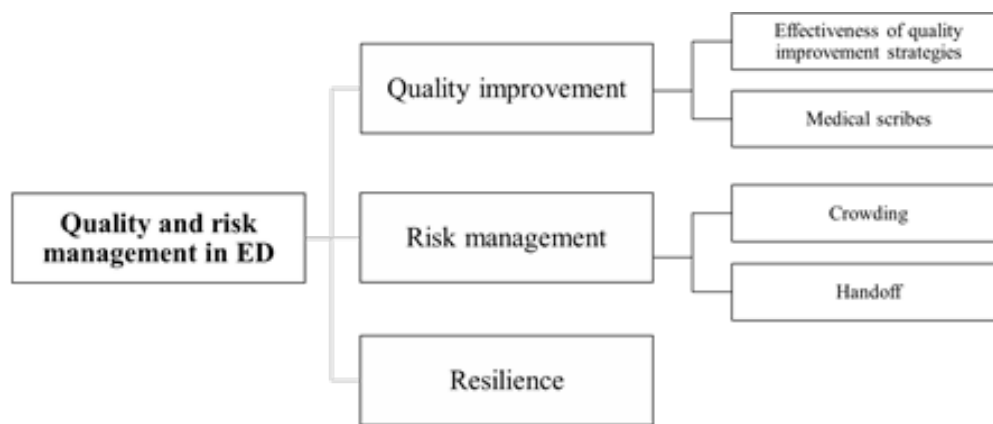 Quality and risk
management in ED
Quality improvement
Effectiveness of quality
improvement strategies
Medical scribes
Risk management
Crowding
Handoff
Resilience